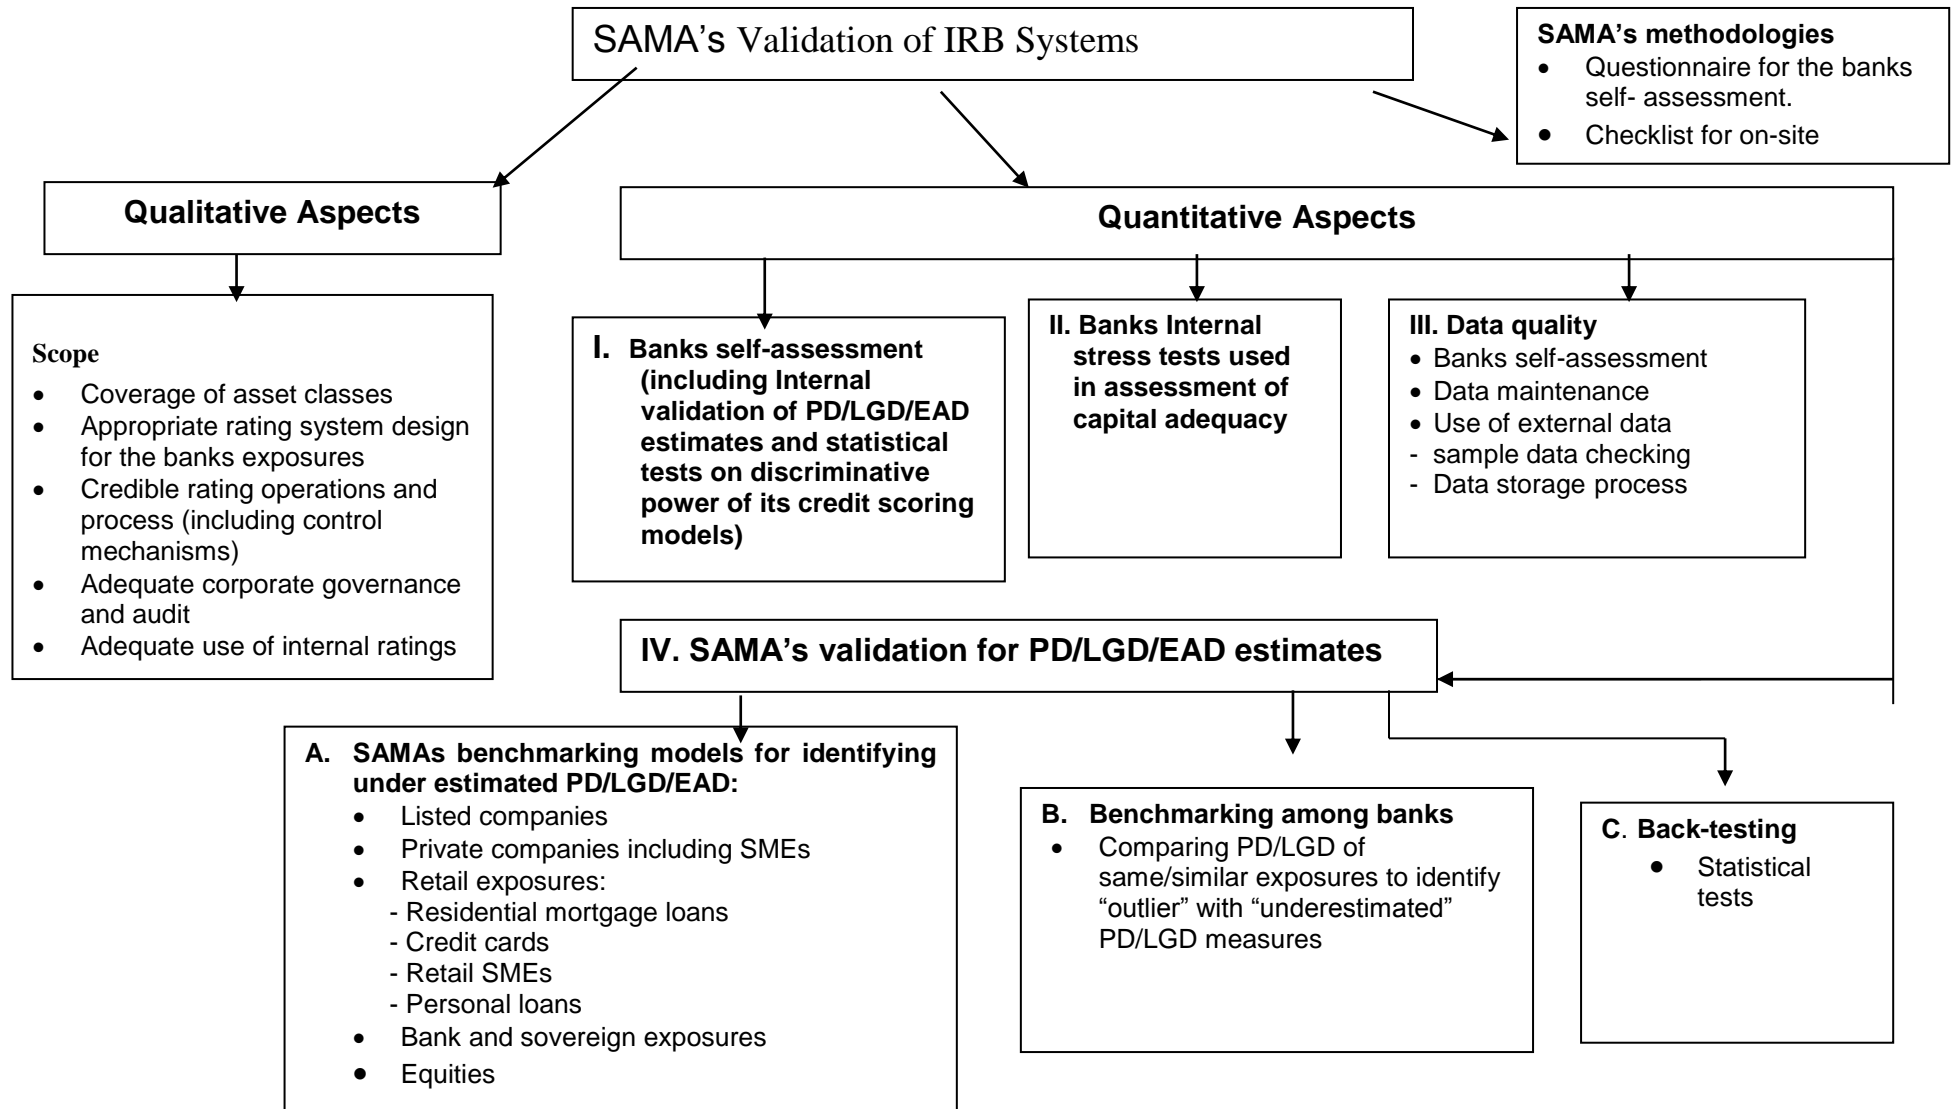 SAMA's Validation of IRB Systems
SAMA's methodologies
• Questionnaire for the banks
self- assessment.
• Checklist for on-site
Qualitative Aspects
Quantitative Aspects
Scope
• Coverage of asset classes
• Appropriate rating system design
for the banks exposures
• Credible rating operations and
process (including control
mechanisms)
• Adequate corporate governance
and audit
• Adequate use of internal ratings
I. Banks self-assessment
(including Internal
validation of PD/LGD/EAD
estimates and statistical
tests on discriminative
power of its credit scoring
models)
II. Banks Internal
stress tests used
in assessment of
capital adequacy
III. Data quality
• Banks self-assessment
• Data maintenance
• Use of external data
- sample data checking
- Data storage process
IV. SAMA's validation for PD/LGD/EAD estimates
A. SAMAs benchmarking models for identifying
under estimated PD/LGD/EAD:
• Listed companies
• Private companies including SMEs
• Retail exposures:
- Residential mortgage loans
- Credit cards
- Retail SMEs
- Personal loans
• Bank and sovereign exposures
• Equities
B. Benchmarking among banks
• Comparing PD/LGD of
same/similar exposures to identify
“outlier” with “underestimated”
PD/LGD measures
C. Back-testing
• Statistical
tests